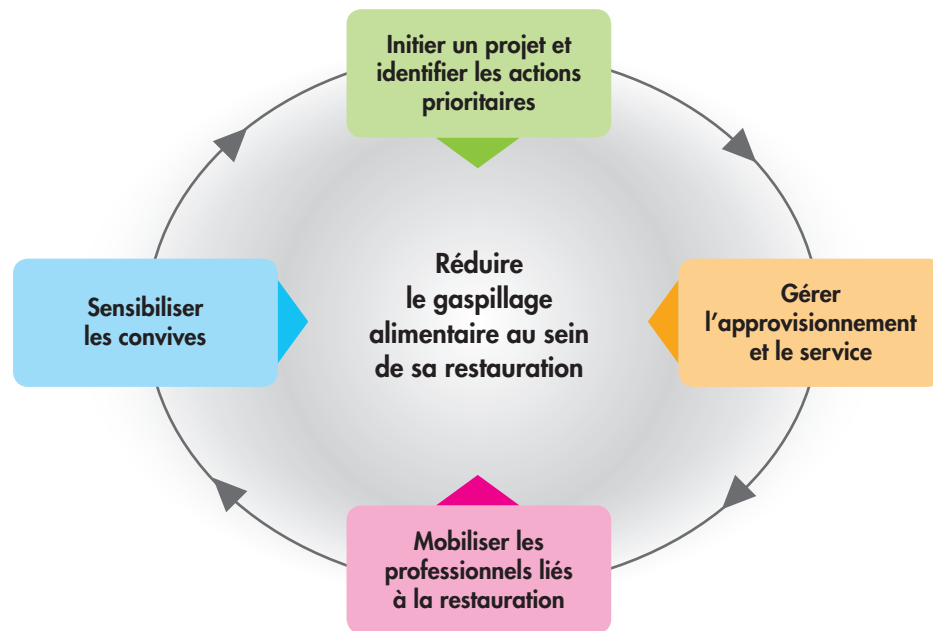 Initier un projet et
identifier les actions
prioritaires
Réduire
le gaspillage
alimentaire au sein
de sa restauration
Gérer
l'approvisionnement
et le service
Mobiliser les
professionnels liés
à la restauration
Sensibiliser
les convives